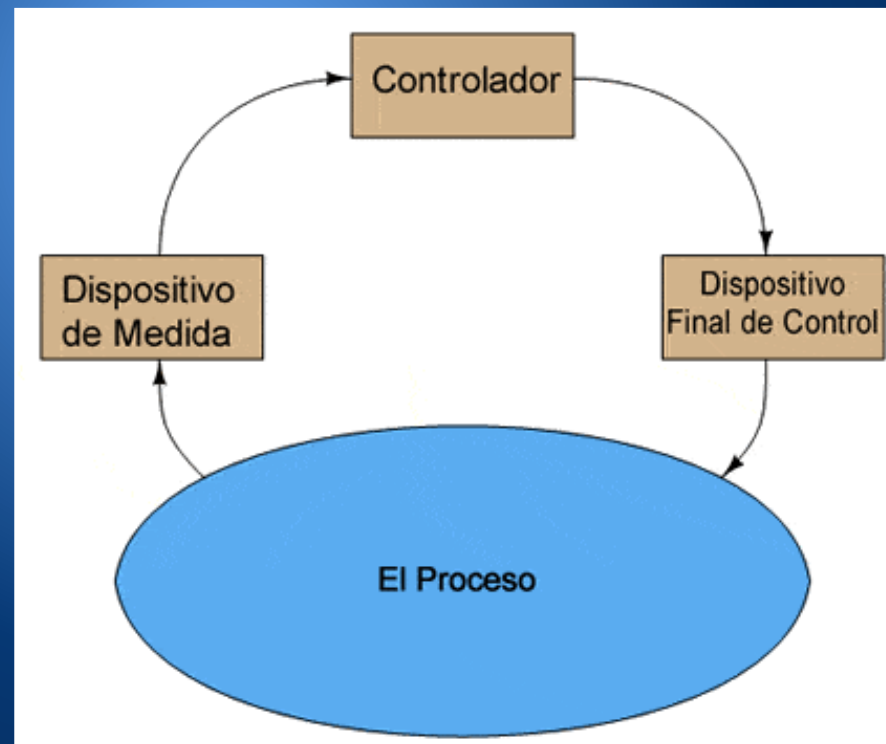 Controlador
Dispositivo
de Medida
Dispositivo
Final de Control
El Proceso